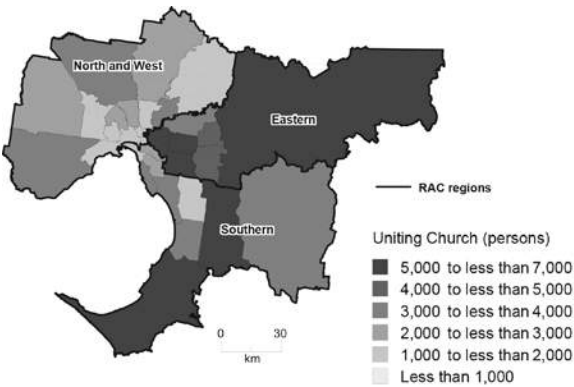 North and West
Eastern
Southern
RAC regions
Uniting Church (persons)
5,000 to less than 7,000
4,000 to less than 5,000
3,000 to less than 4,000
2,000 to less than 3,000
1,000 to less than 2,000
Less than 1,000
0 30
km